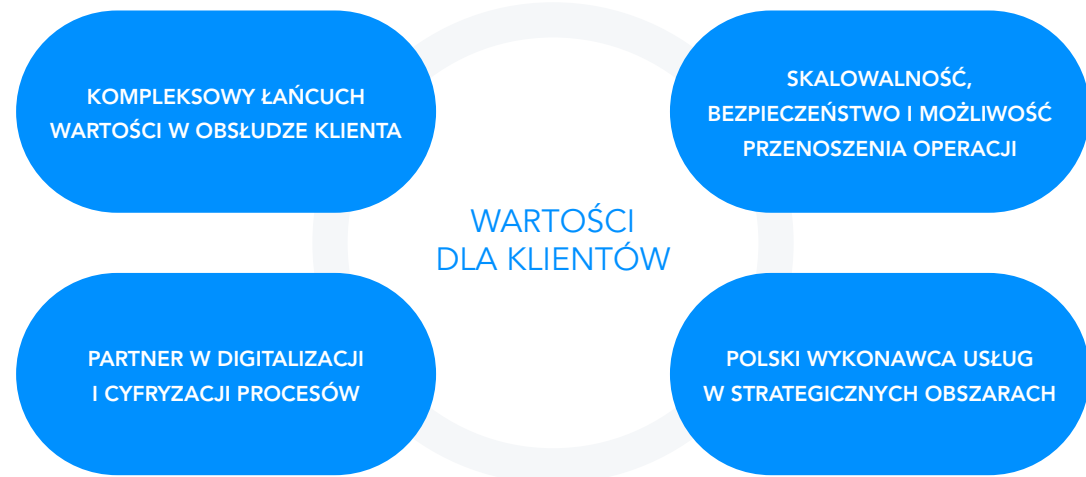 KOMPLEKSOWY ŁAŃCUCH
WARTOŚCI W OBSŁUDZE KLIENTA
SKALOWALNOŚĆ,
BEZPIECZEŃSTWO I MOŻLIWOŚĆ
PRZENOSZENIA OPERACJI
WARTOŚCI
DLA KLIENTÓW
PARTNER W DIGITALIZACJI
I CYFRYZACJI PROCESÓW
POLSKI WYKONAWCA USŁUG
W STRATEGICZNYCH OBSZARACH